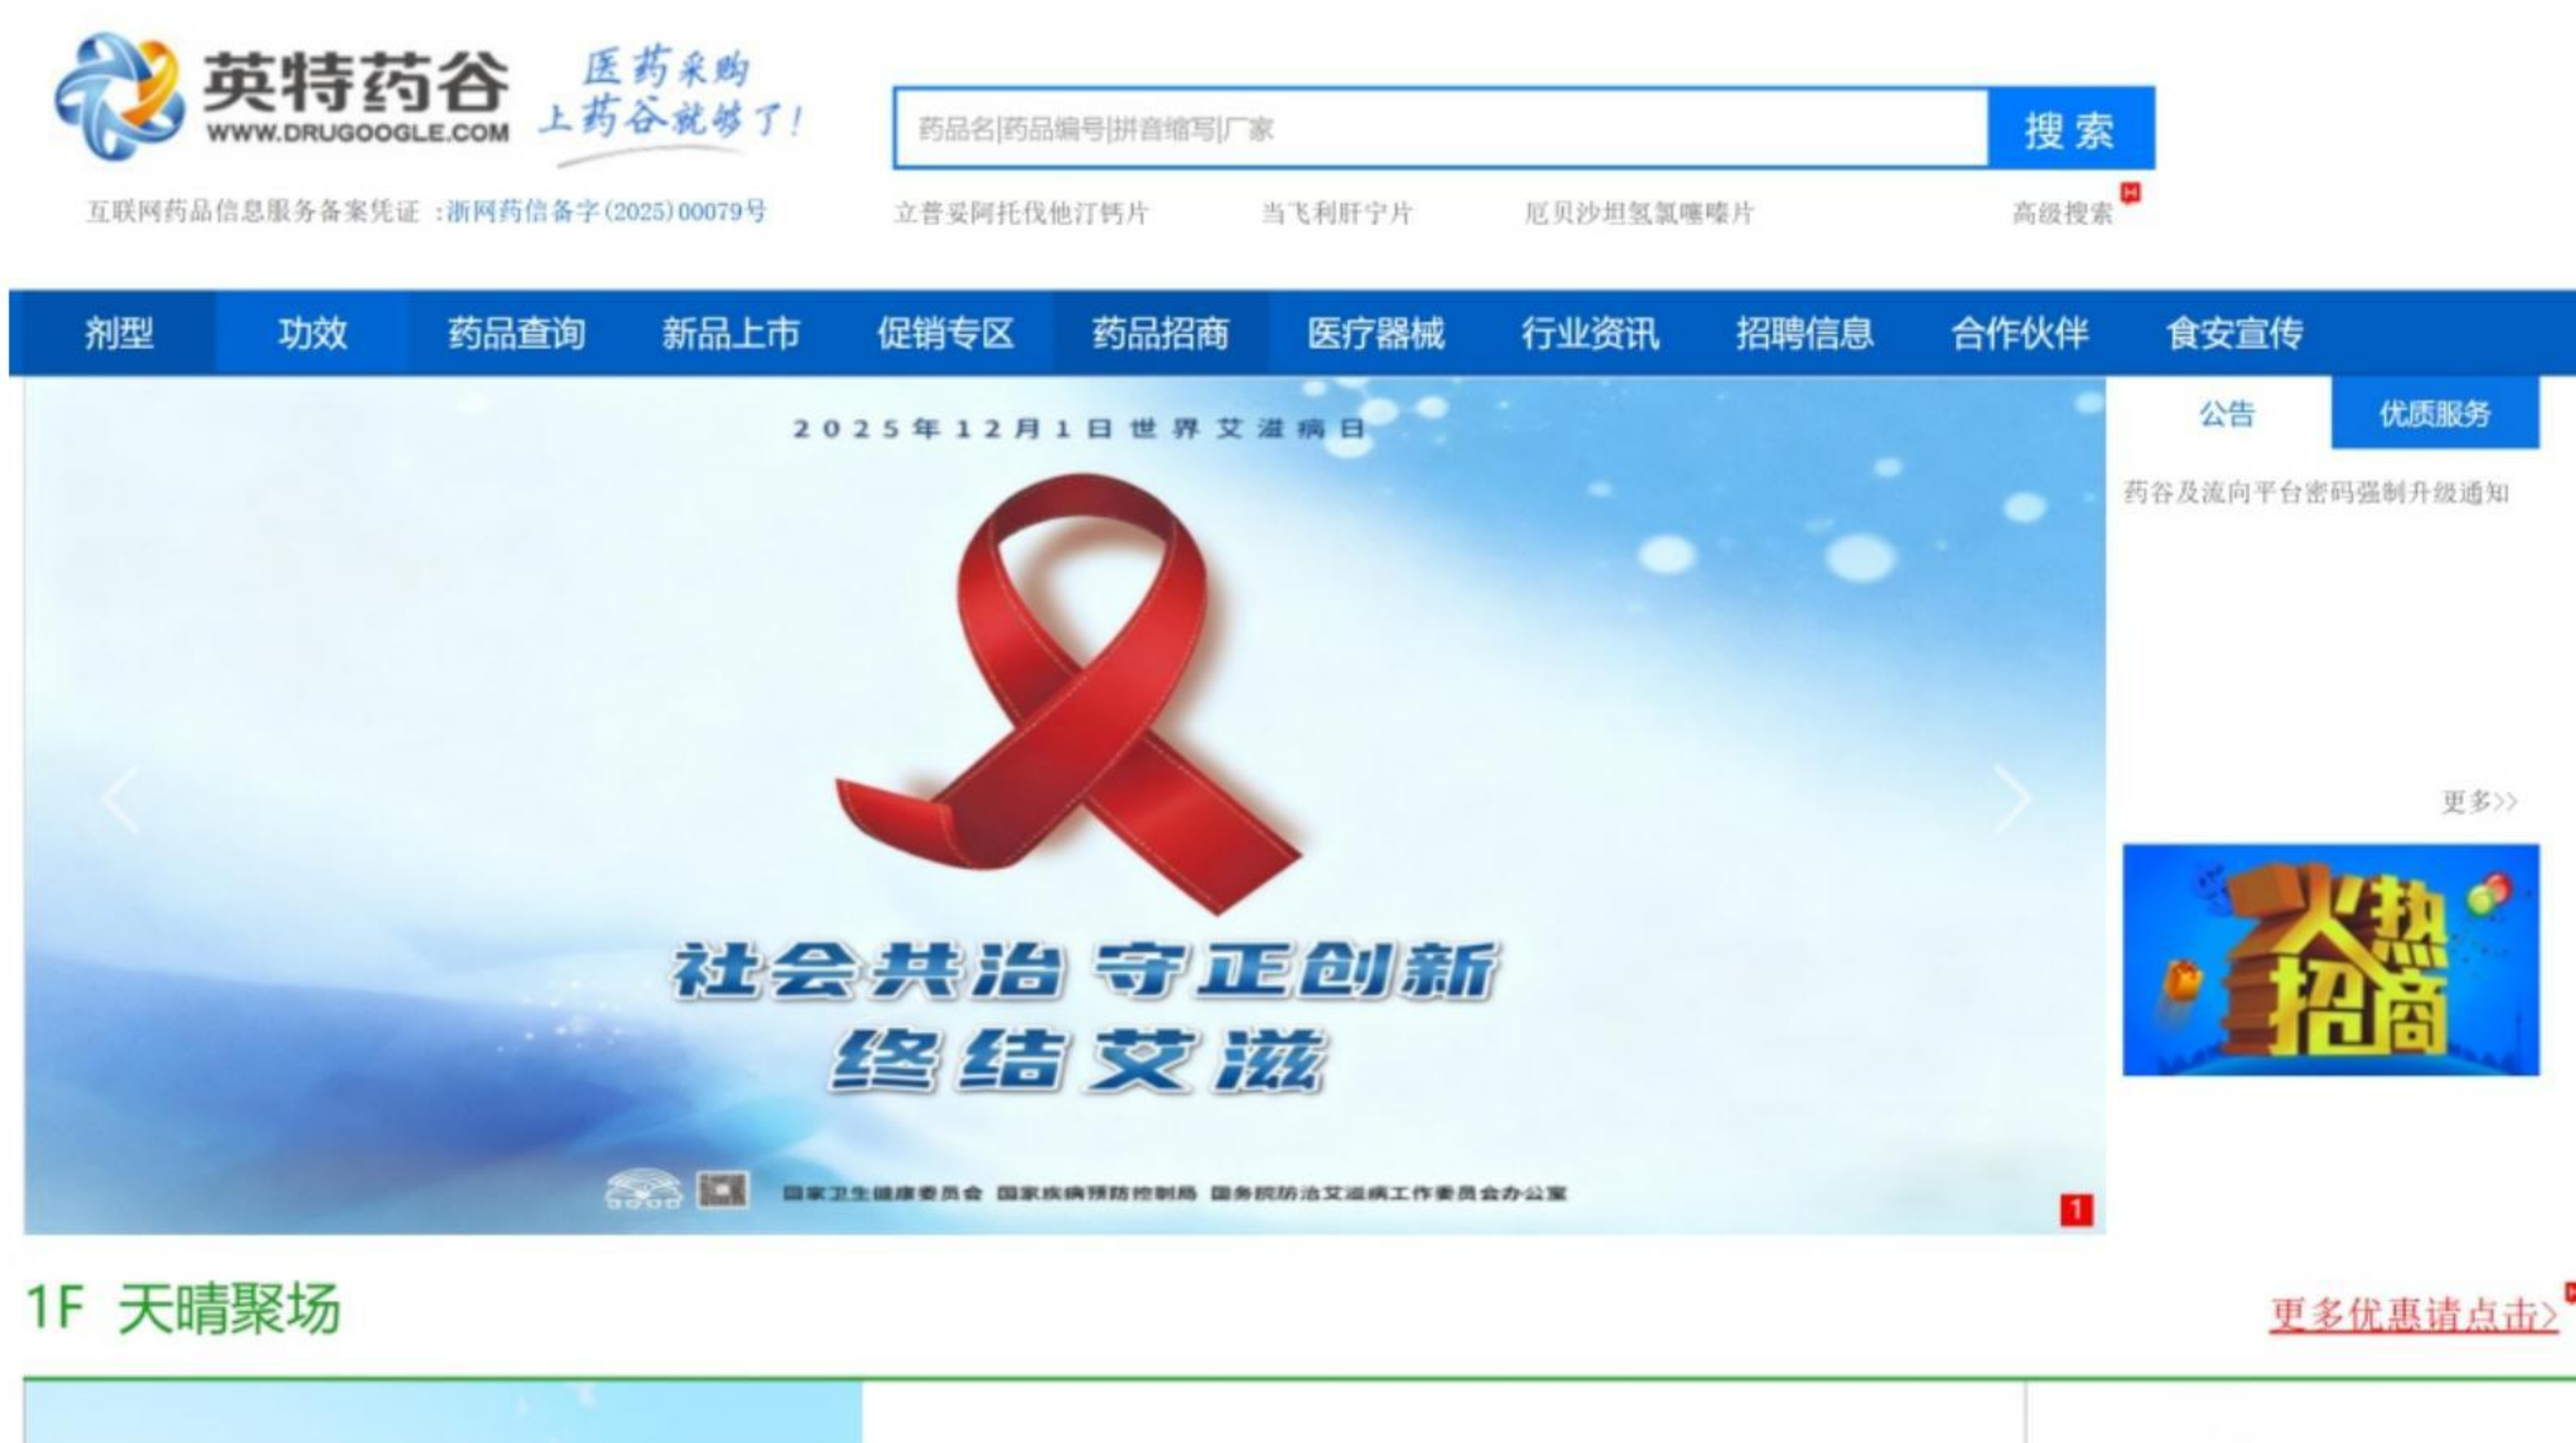 英特药谷
WWW.DRUGOOGLE.COM
医药采购
上药谷就够了!
药品名|药品编号|拼音缩写|厂家
搜索
互联网药品信息服务备案凭证 :浙网药信备字(2025)00079号
立普妥阿托伐他汀钙片 当飞利肝宁片 厄贝沙坦氢氯噻嗪片 高级搜索
H
剂型 功效 药品查询 新品上市 促销专区 药品招商 医疗器械 行业资讯 招聘信息 合作伙伴 食安宣传
2025年12月1日世界艾滋病日
社会共治 守正创新
终结艾滋
国家卫生健康委员会 国家疾病预防控制局 国务院防治艾滋病工作委员会办公室
1
公告 优质服务
药谷及流向平台密码强制升级通知
更多>>
火热
招商
1F 天晴聚场
更多优惠请点击>